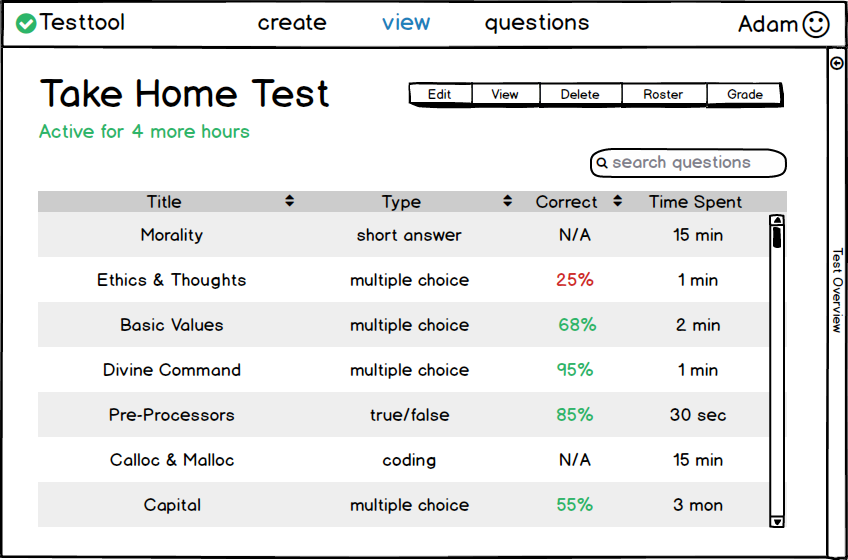 Testtool create view questions Adam
Take Home Test
Edit View Delete Roster Grade
Active for 4 more hours
search questions
Title Type Correct Time Spent
Morality short answer N/A 15 min
Ethics & Thoughts multiple choice 25% 1 min
Basic Values multiple choice 68% 2 min
Divine Command multiple choice 95% 1 min
Pre-Processors true/false 85% 30 sec
Calloc & Malloc coding N/A 15 min
Capital multiple choice 55% 3 mon
Test Overview